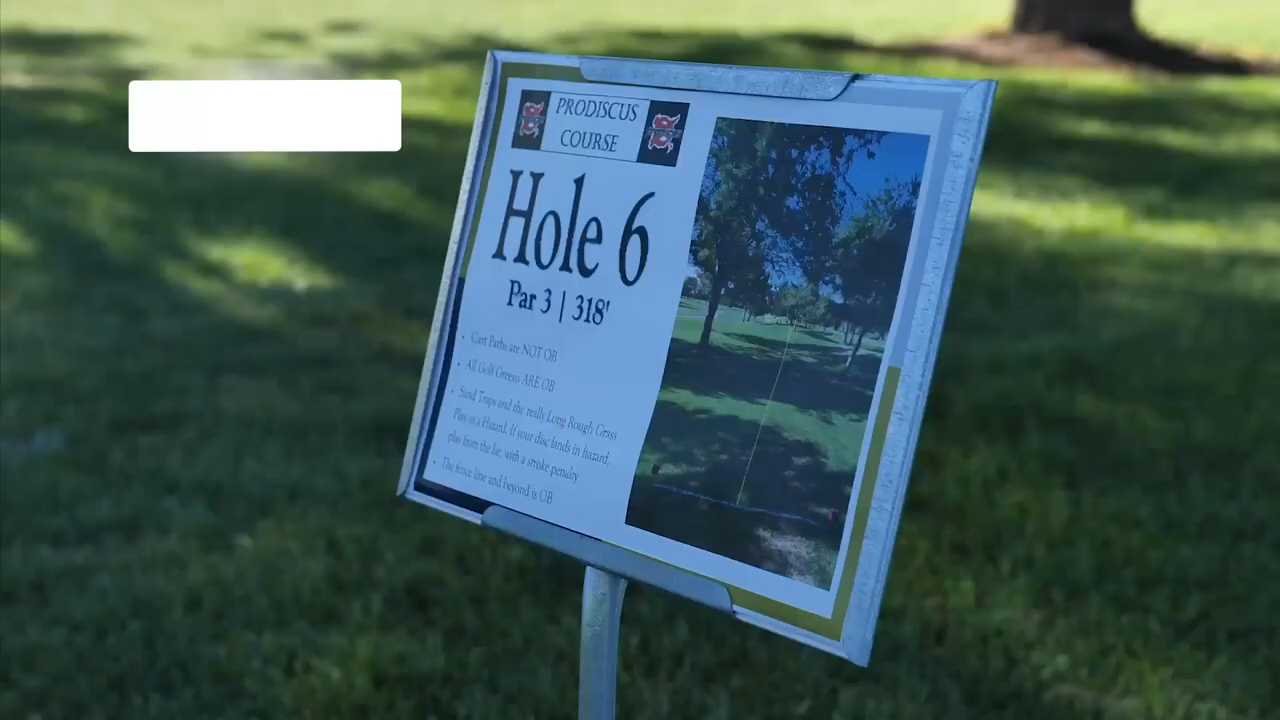 PRODISCUS
COURSE
Hole 6
Par 3 | 318'
• Cart Paths are NOT OB
• All Golf Greens ARE OB
• Sand Traps and the really Long Rough Grass
Play as a Hazard. If your disc lands in hazard,
play from the lie, with a stroke penalty
• The fence line and beyond is OB